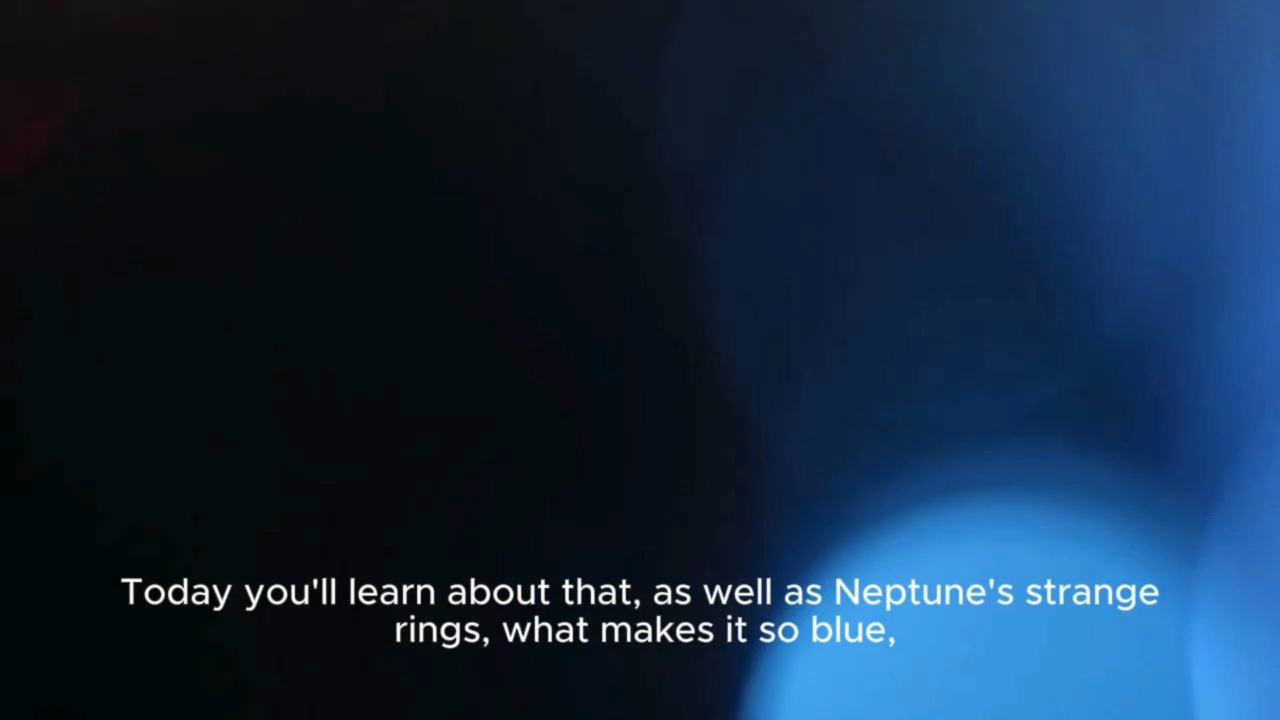 Today you'll learn about that, as well as Neptune's strange
rings, what makes it so blue,